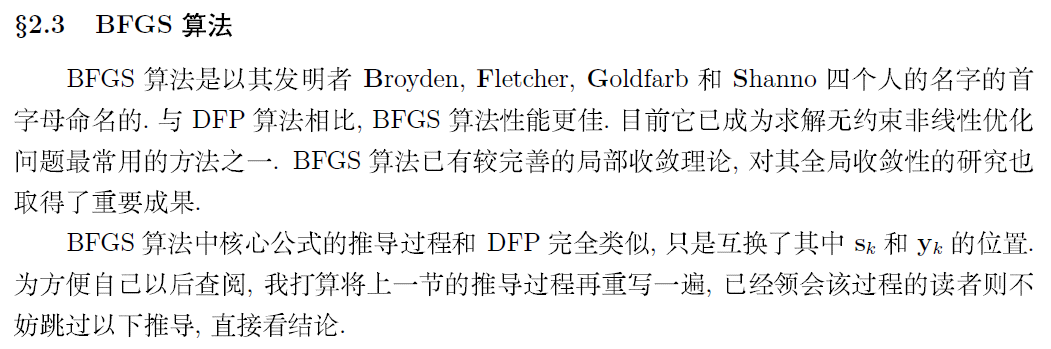 §2.3 BFGS 算法
BFGS 算法是以其发明者 Broyden, Fletcher, Goldfarb 和 Shanno 四个人的名字的首
字母命名的. 与 DFP 算法相比, BFGS 算法性能更佳. 目前它已成为求解无约束非线性优化
问题最常用的方法之一. BFGS 算法已有较完善的局部收敛理论, 对其全局收敛性的研究也
取得了重要成果.
BFGS 算法中核心公式的推导过程和 DFP 完全类似, 只是互换了其中 s_k 和 y_k 的位置.
为方便自己以后查阅, 我打算将上一节的推导过程再重写一遍, 已经领会该过程的读者则不
妨跳过以下推导, 直接看结论.